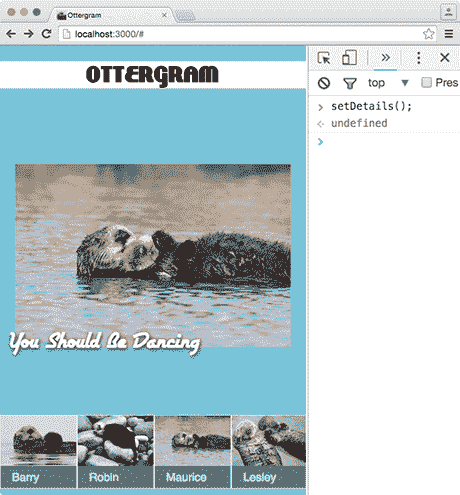 Ottergram
localhost:3000/#
OTTERGRAM
top
Pres
setDetails();
undefined
You Should Be Dancing
Barry
Robin
Maurice
Lesley